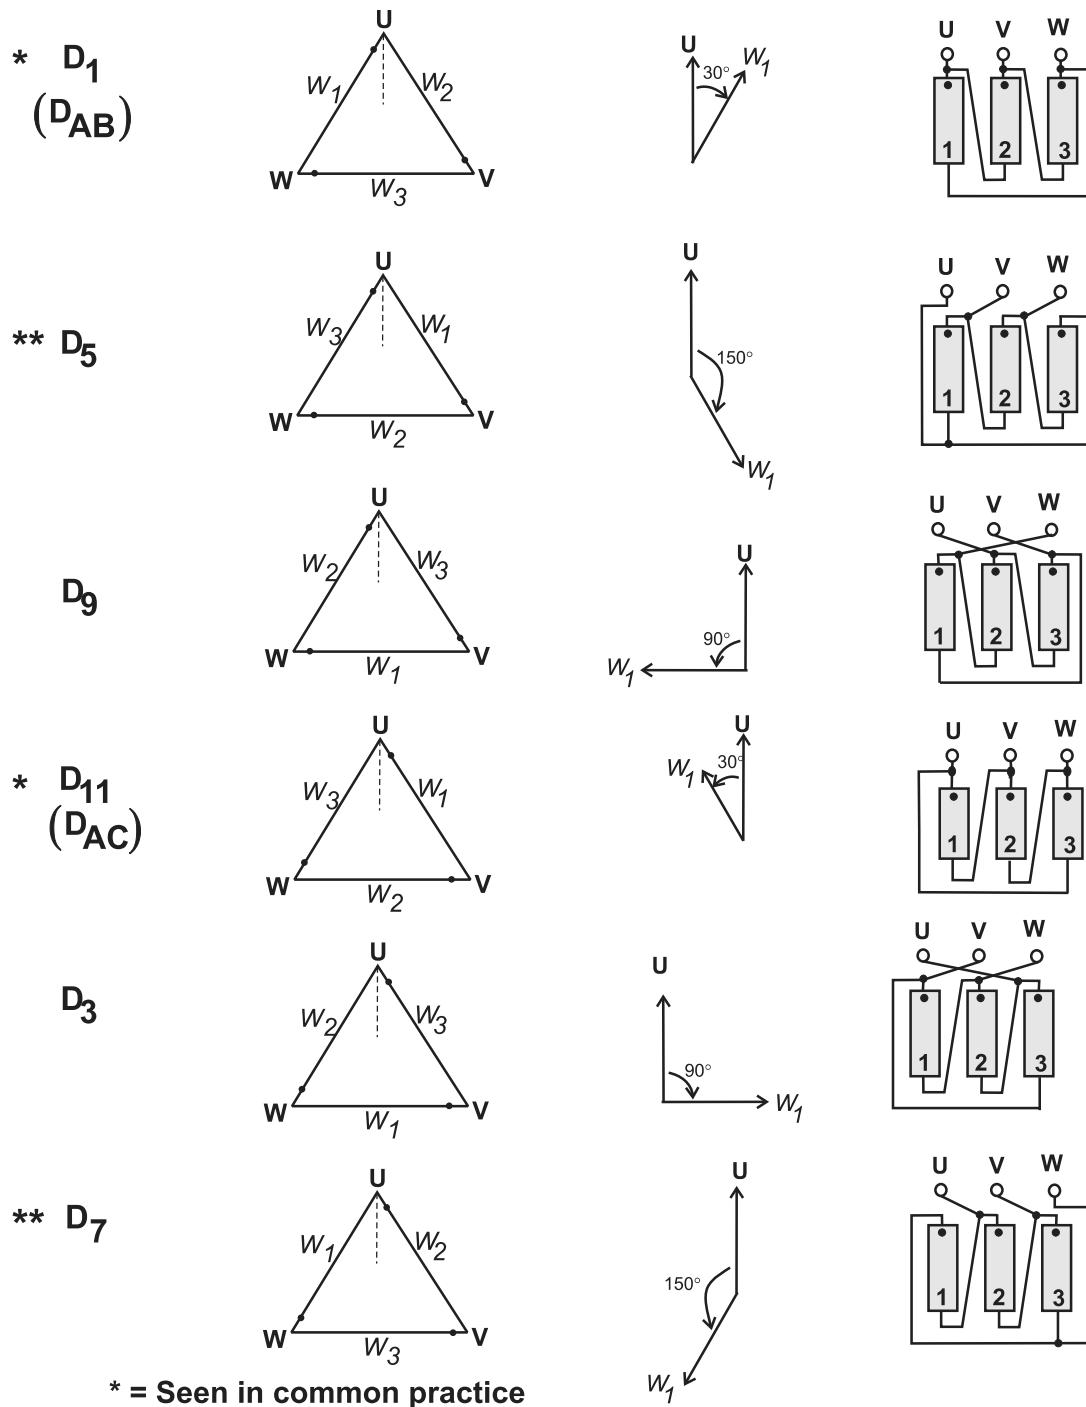 U
* D1
(DAB)
W1
W2
W
V
W3
U
30°
W1
U V W
1 2 3
U
** D5
W3
W1
W
V
W2
U
150°
W1
U V W
1 2 3
U
D9
W2
W3
W
V
W1
U
90°
W1
U V W
1 2 3
U
* D11
(DAC)
W3
W1
W
V
W2
U
W1
30°
U V W
1 2 3
U
D3
W2
W3
W
V
W1
U
90°
W1
U V W
1 2 3
U
** D7
W1
W2
W
V
W3
U
150°
W1
U V W
1 2 3
* = Seen in common practice